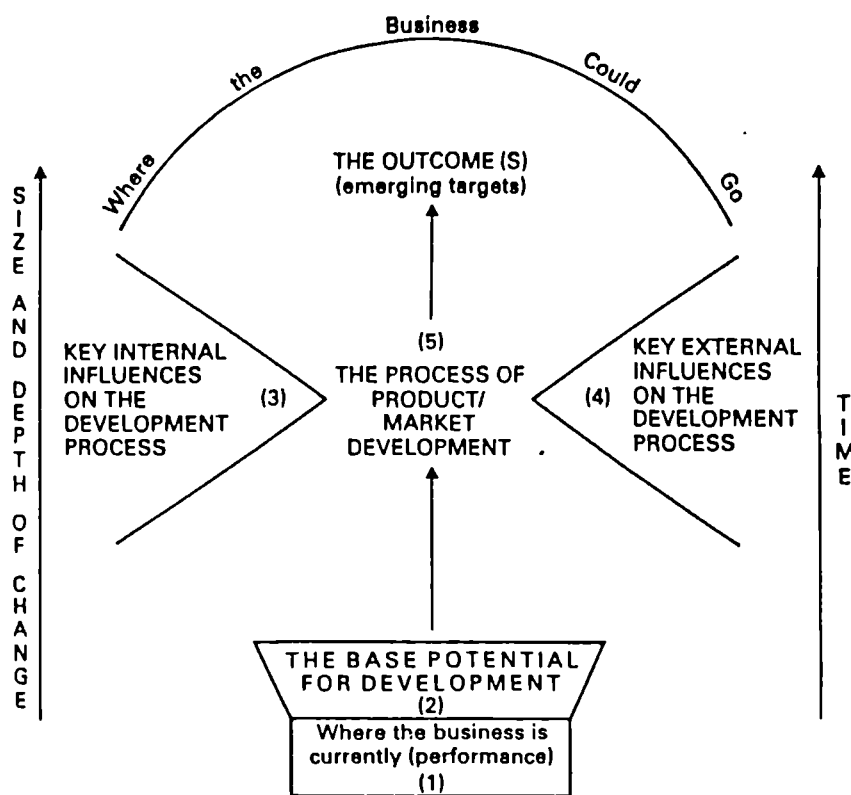 Where the Business Could Go
THE OUTCOME (S)
(emerging targets)
SIZE AND DEPTH OF CHANGE
KEY INTERNAL
INFLUENCES
ON THE
DEVELOPMENT
PROCESS
(3)
(5)
THE PROCESS OF
PRODUCT/
MARKET
DEVELOPMENT
(4)
KEY EXTERNAL
INFLUENCES
ON THE
DEVELOPMENT
PROCESS
TIME
THE BASE POTENTIAL
FOR DEVELOPMENT
(2)
Where the business is
currently (performance)
(1)